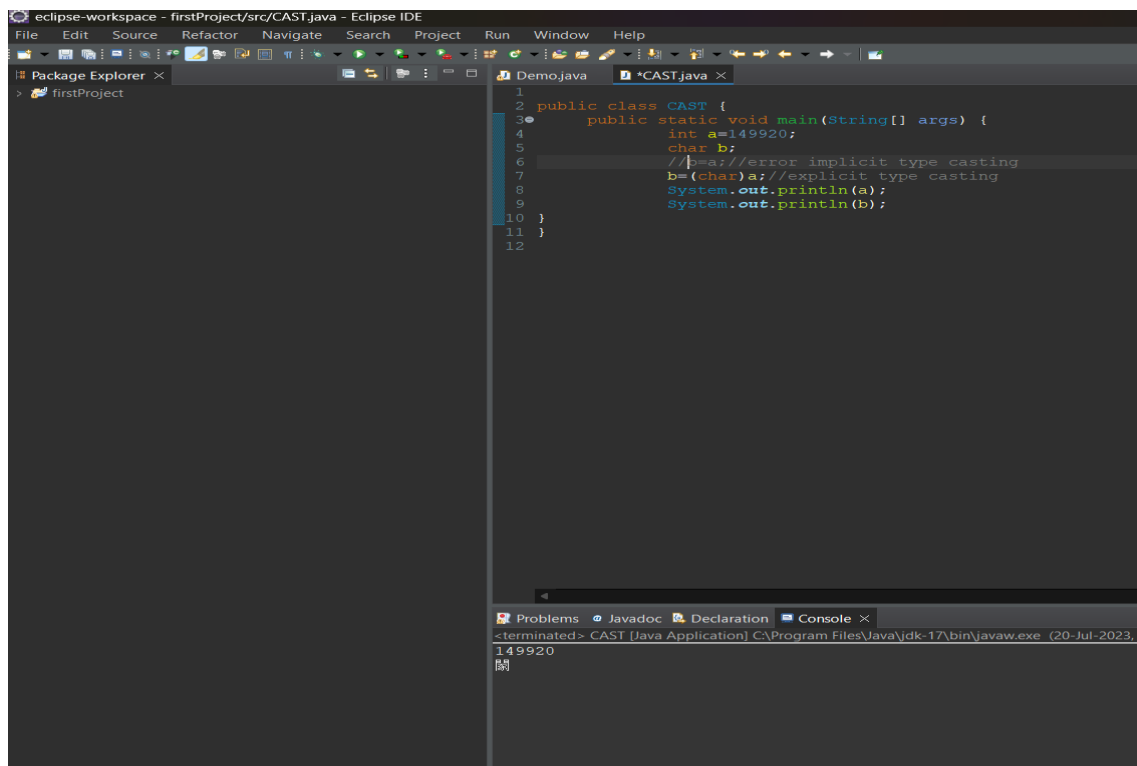 eclipse-workspace - firstProject/src/CAST.java - Eclipse IDE
File Edit Source Refactor Navigate Search Project Run Window Help
Package Explorer
firstProject
Demo.java *CAST.java
1
2 public class CAST {
3 public static void main(String[] args) {
4 int a=149920;
5 char b;
6 //b=a;//error implicit type casting
7 b=(char)a;//explicit type casting
8 System.out.println(a);
9 System.out.println(b);
10 }
11 }
12
Problems Javadoc Declaration Console
<terminated> CAST [Java Application] C:\Program Files\Java\jdk-17\bin\javaw.exe (20-Jul-2023,
149920
䦠